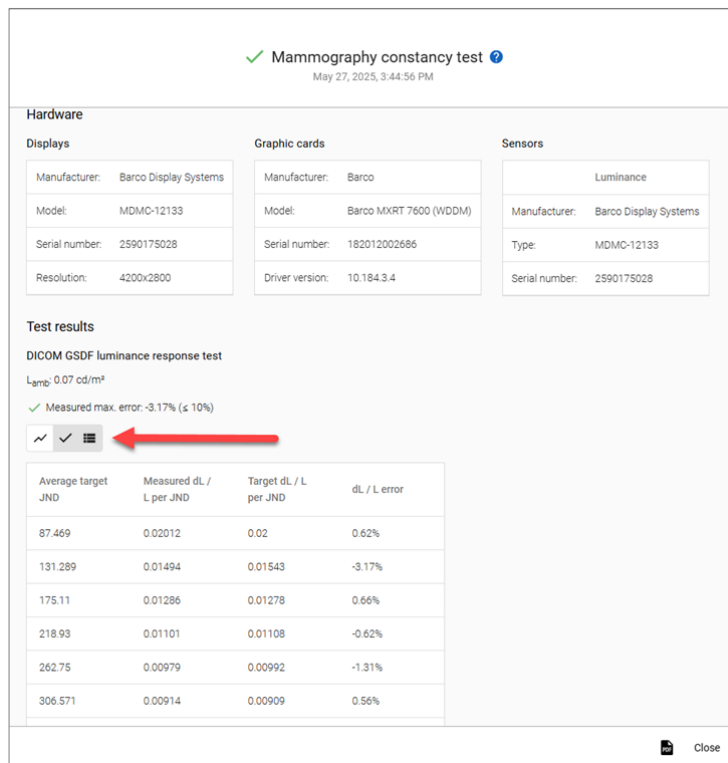 Mammography constancy test
May 27, 2025, 3:44:56 PM
Hardware
Displays
Manufacturer: Barco Display Systems
Model: MDMC-12133
Serial number: 2590175028
Resolution: 4200x2800
Graphic cards
Manufacturer: Barco
Model: Barco MXRT 7600 (WDDM)
Serial number: 182012002686
Driver version: 10.184.3.4
Sensors
Luminance
Manufacturer: Barco Display Systems
Type: MDMC-12133
Serial number: 2590175028
Test results
DICOM GSDF luminance response test
Lamb: 0.07 cd/m²
Measured max. error: -3.17% (≤ 10%)
Average target JND Measured dL / L per JND Target dL / L per JND dL / L error
87.469 0.02012 0.02 0.62%
131.289 0.01494 0.01543 -3.17%
175.11 0.01286 0.01278 0.66%
218.93 0.01101 0.01108 -0.62%
262.75 0.00979 0.00992 -1.31%
306.571 0.00914 0.00909 0.56%
PDF Close